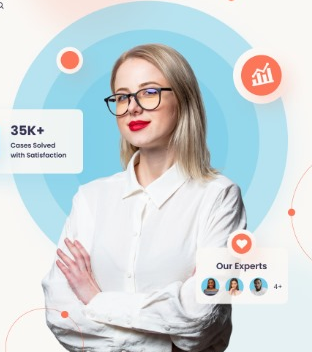 35K+
Cases Solved
with Satisfaction
Our Experts
4+